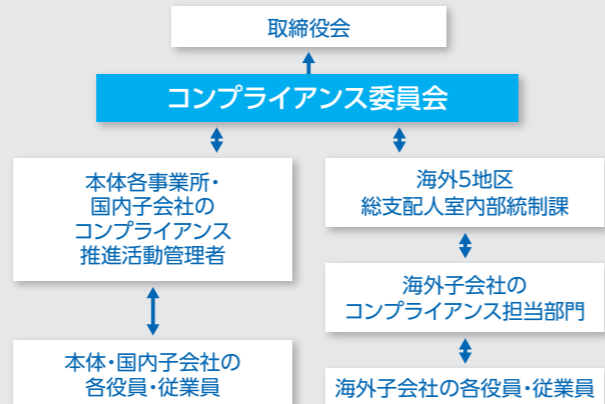 取締役会
コンプライアンス委員会
本体各事業所・
国内子会社の
コンプライアンス
推進活動管理者
本体・国内子会社の
各役員・従業員
海外5地区
総支配人室内部統制課
海外子会社の
コンプライアンス担当部門
海外子会社の各役員・従業員